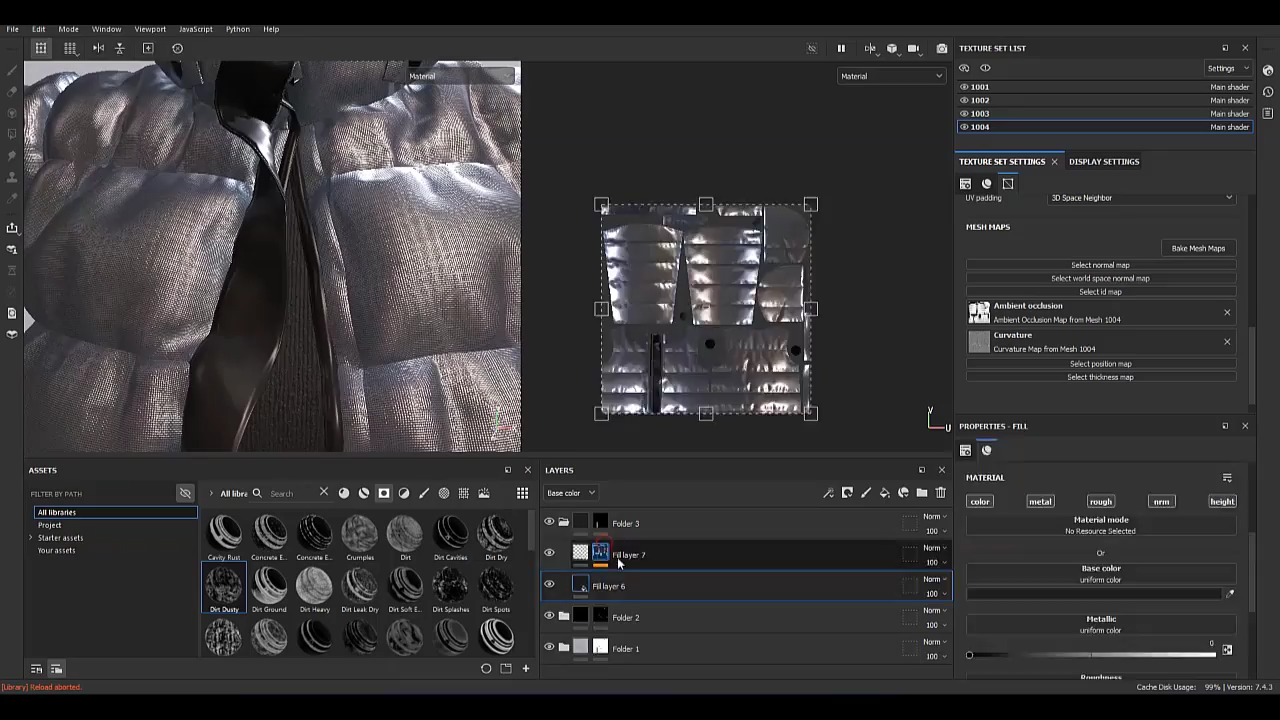 File Edit Mode Window Viewport JavaScript Python Help
Material
Material
TEXTURE SET LIST
Settings
1001 Main shader
1002 Main shader
1003 Main shader
1004 Main shader
TEXTURE SET SETTINGS DISPLAY SETTINGS
UV padding 3D Space Neighbor
MESH MAPS
Bake Mesh Maps
Select normal map
Select world space normal map
Select id map
Ambient occlusion
Ambient Occlusion Map from Mesh 1004
Curvature
Curvature Map from Mesh 1004
Select position map
Select thickness map
V
U
PROPERTIES - FILL
MATERIAL
color metal rough nrm height
Material mode
No Resource Selected
Or
Base color
uniform color
Metallic
uniform color
0
Roughness
ASSETS
FILTER BY PATH
All libraries
Project
Starter assets
Your assets
All libra
Search
Cavity Rust Concrete E... Concrete E... Crumples Dirt Dirt Cavities Dirt Dry
Dirt Dusty Dirt Ground Dirt Heavy Dirt Leak Dry Dirt Soft E... Dirt Splashes Dirt Spots
LAYERS
Base color
Folder 3 Norm 100
Fill layer 7 Norm 100
Fill layer 6 Norm 100
Folder 2 Norm 100
Folder 1 Norm 100
[Library] Reload aborted.
Cache Disk Usage: 99% | Version: 7.4.3